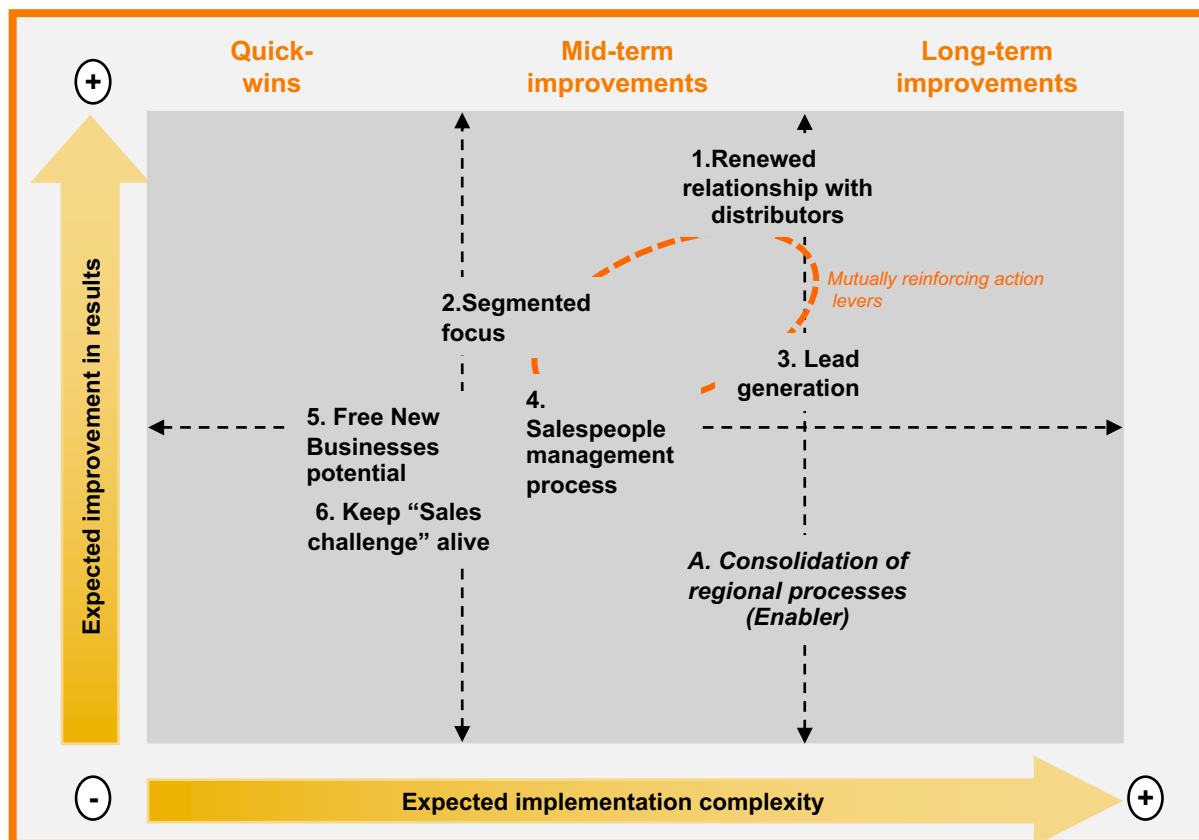 Quick-
wins
Mid-term
improvements
Long-term
improvements
+
Expected improvement in results
1.Renewed
relationship with
distributors
Mutually reinforcing action
levers
2.Segmented
focus
3. Lead
generation
4.
Salespeople
management
process
5. Free New
Businesses
potential
6. Keep “Sales
challenge” alive
A. Consolidation of
regional processes
(Enabler)
-
Expected implementation complexity
+